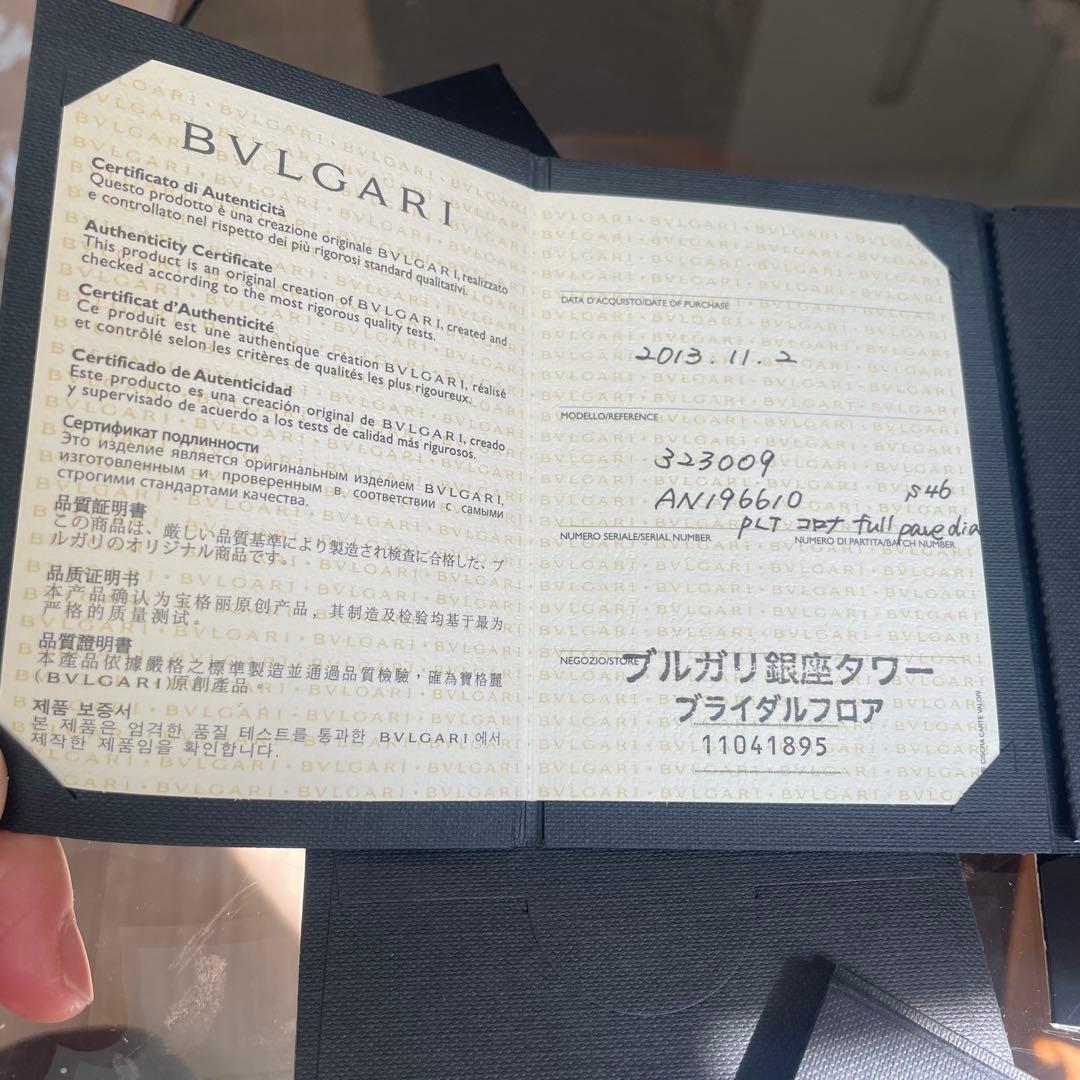 BVLGARI
Certificato di Autenticità
Questo prodotto è una creazione originale BVLGARI, realizzato
e controllato nel rispetto dei più rigorosi standard qualitativi.
Authenticity Certificate
This product is an original creation of BVLGARI, created and
checked according to the most rigorous quality tests.
Certificat d'Authenticité
Ce produit est une authentique création BVLGARI, réalisé
et contrôlé selon les critères de qualités les plus rigoureux.
Certificado de Autenticidad
Este producto es una creación original de BVLGARI, creado
y supervisado de acuerdo a los tests de calidad más rigurosos.
Сертификат подлинности
Это изделие является оригинальным изделием BVLGARI,
изготовленным и проверенным в соответствии с самыми
строгими стандартами качества.
品質証明書
この商品は、厳しい品質基準により製造され検査に合格した、ブ
ルガリのオリジナル商品です。
品质证明书
本产品确认为宝格丽原创产品，其制造及检验均基于最为
严格的质量测试。
品質證明書
本產品依據嚴格之標準製造並通過品質檢驗，確為寶格麗
(BVLGARI)原創產品。
제품 보증서
본 제품은 엄격한 품질 테스트를 통과한 BVLGARI에서
제작한 제품임을 확인합니다.
DATA D'ACQUISTO/DATE OF PURCHASE
2013.11.2
MODELLO/REFERENCE
323009
AN196610 S46
PLT コロナ full pave dia
NUMERO SERIALE/SERIAL NUMBER NUMERO DI PARTITA/BATCH NUMBER
NEGOZIO/STORE ブルガリ銀座タワー
ブライダルフロア
11041895
CISCRA CARTE VALORI